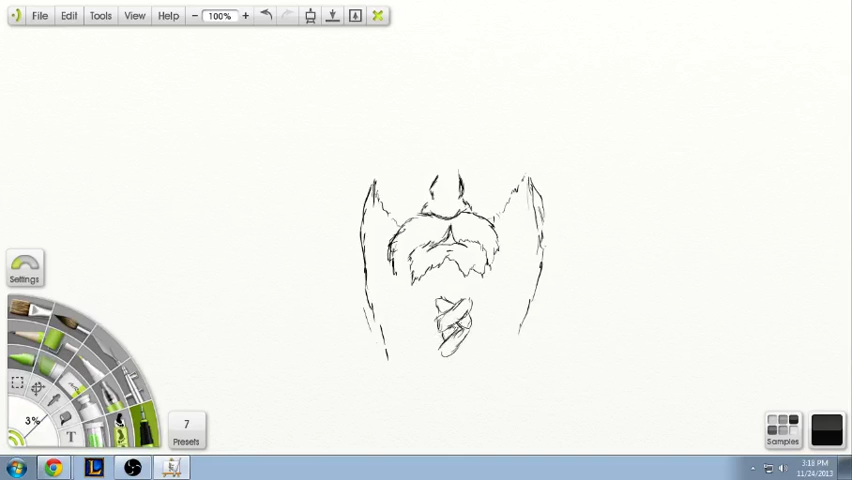 File Edit Tools View Help − 100% +
Settings
3%
T
7
Presets
Samples
L
3:18 PM
11/24/2013